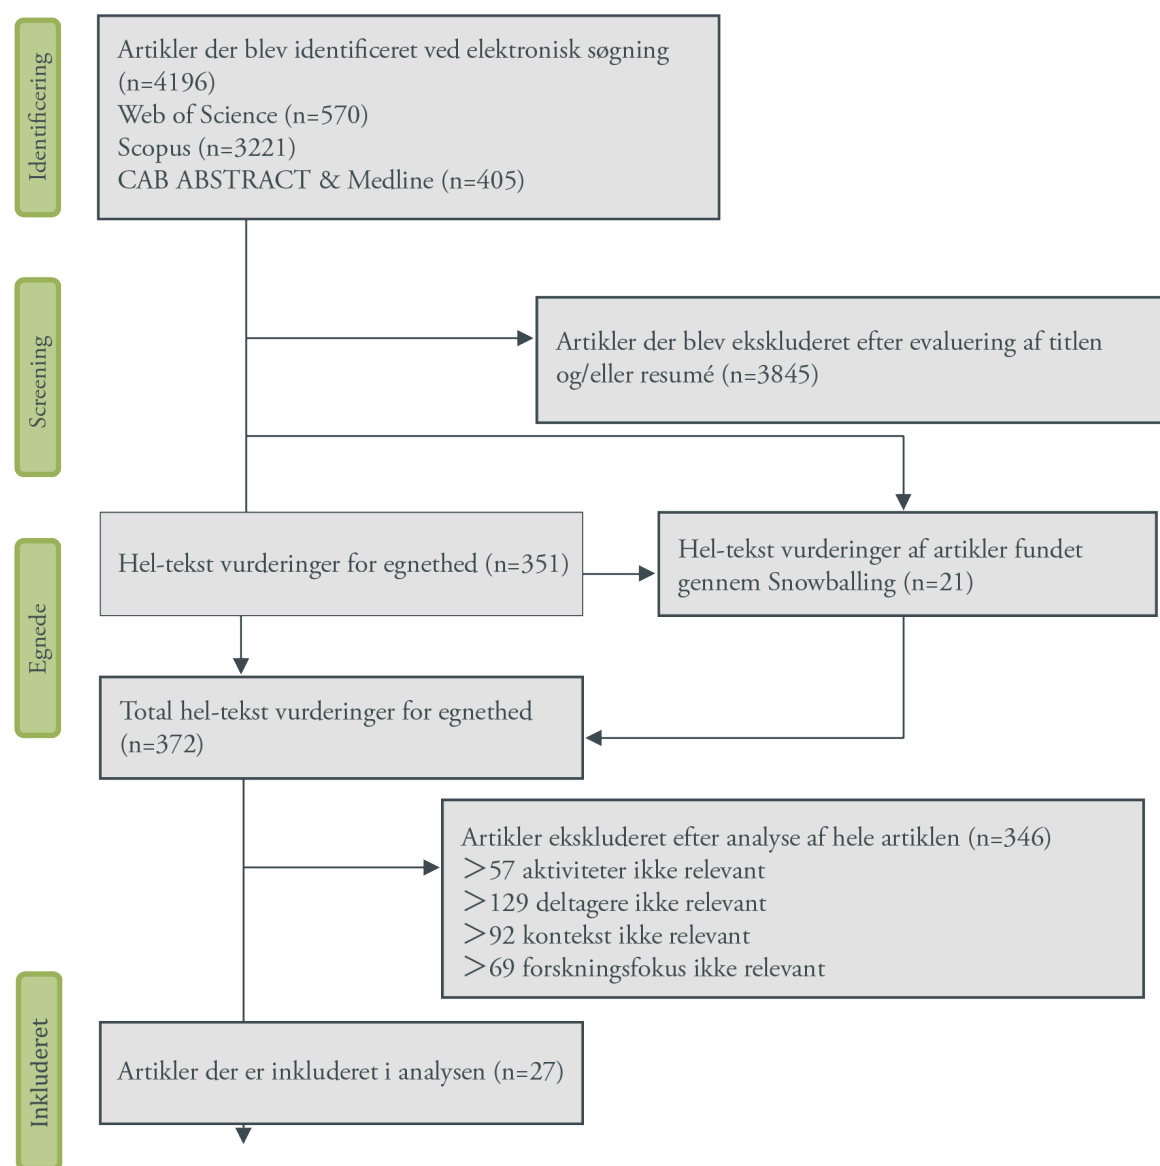 Identificering
Artikler der blev identificeret ved elektronisk søgning
(n=4196)
Web of Science (n=570)
Scopus (n=3221)
CAB ABSTRACT & Medline (n=405)
Screening
Artikler der blev ekskluderet efter evaluering af titlen
og/eller resumé (n=3845)
Egnede
Hel-tekst vurderinger for egnethed (n=351)
Hel-tekst vurderinger af artikler fundet
gennem Snowballing (n=21)
Total hel-tekst vurderinger for egnethed
(n=372)
Artikler ekskluderet efter analyse af hele artiklen (n=346)
>57 aktiviteter ikke relevant
>129 deltagere ikke relevant
>92 kontekst ikke relevant
>69 forskningsfokus ikke relevant
Inkluderet
Artikler der er inkluderet i analysen (n=27)